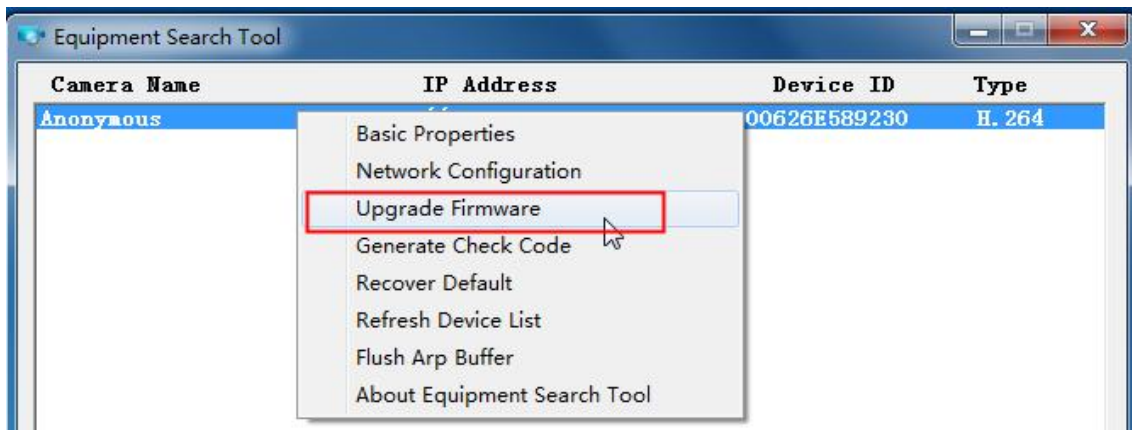 Equipment Search Tool
Camera Name IP Address Device ID Type
Anonymous 00626E589230 H.264
Basic Properties
Network Configuration
Upgrade Firmware
Generate Check Code
Recover Default
Refresh Device List
Flush Arp Buffer
About Equipment Search Tool